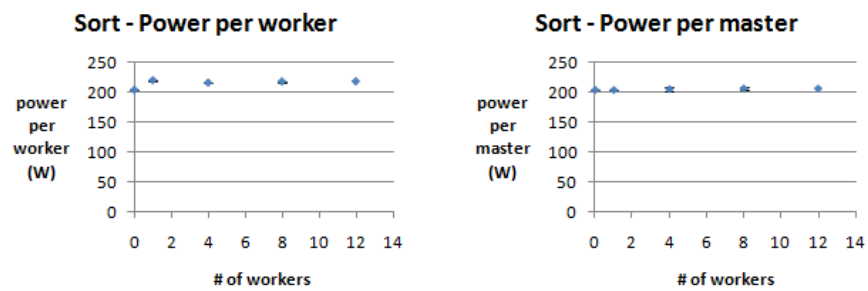 Sort - Power per worker
250
200
150
100
50
0
power
per
worker
(W)
0 2 4 6 8 10 12 14
# of workers
Sort - Power per master
250
200
150
100
50
0
power
per
master
(W)
0 2 4 6 8 10 12 14
# of workers